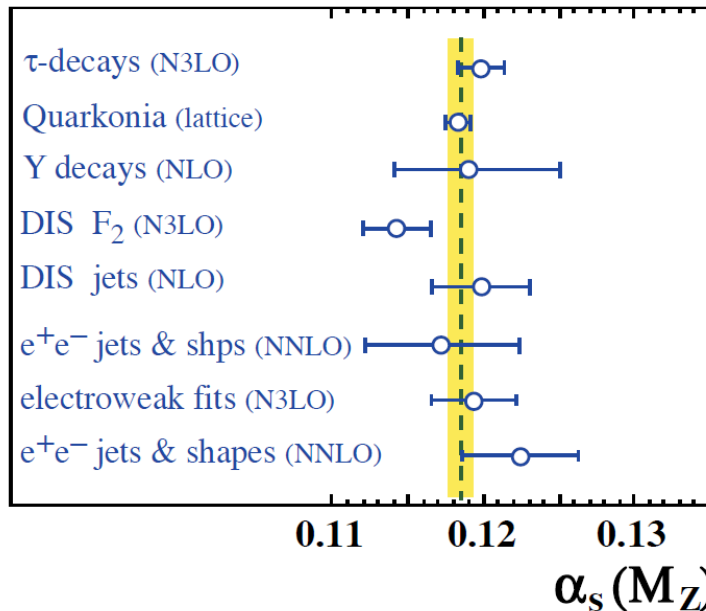 τ-decays (N3LO)
Quarkonia (lattice)
Υ decays (NLO)
DIS F₂ (N3LO)
DIS jets (NLO)
e⁺e⁻ jets & shps (NNLO)
electroweak fits (N3LO)
e⁺e⁻ jets & shapes (NNLO)
0.11 0.12 0.13
αₛ(M_Z)